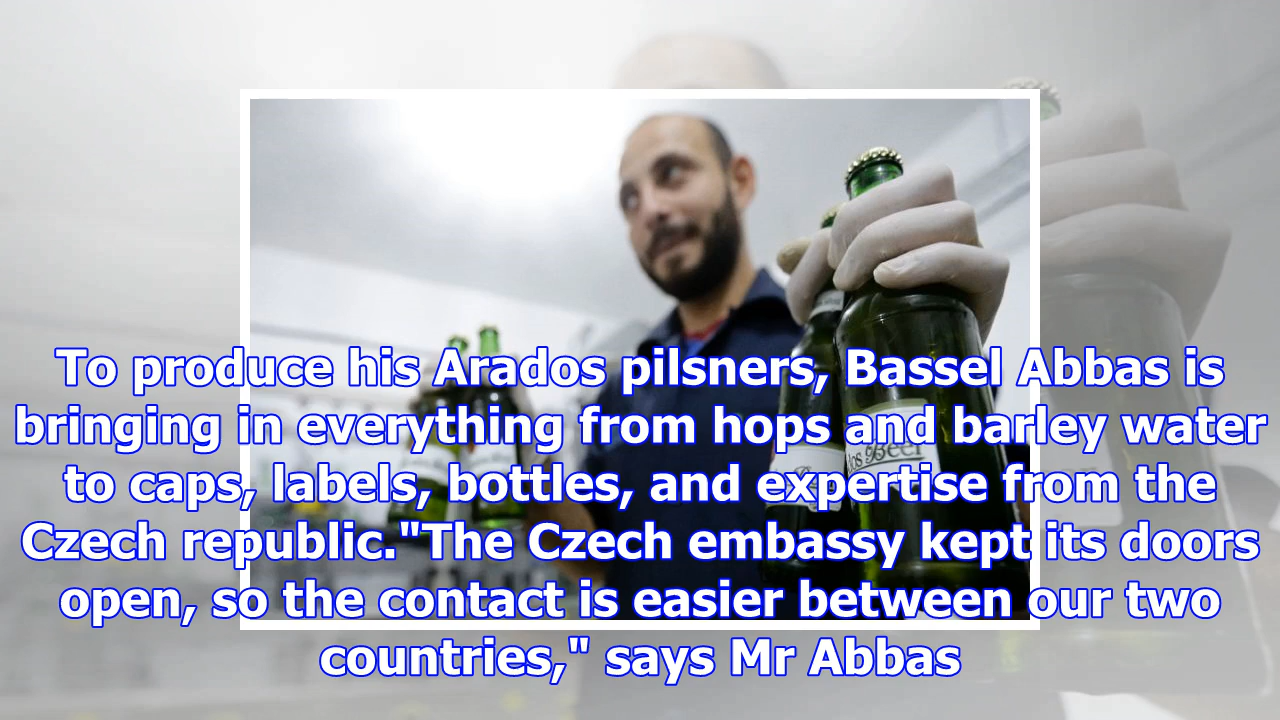 To produce his Arados pilsners, Bassel Abbas is
bringing in everything from hops and barley water
to caps, labels, bottles, and expertise from the
Czech republic."The Czech embassy kept its doors
open, so the contact is easier between our two
countries," says Mr Abbas
Beer